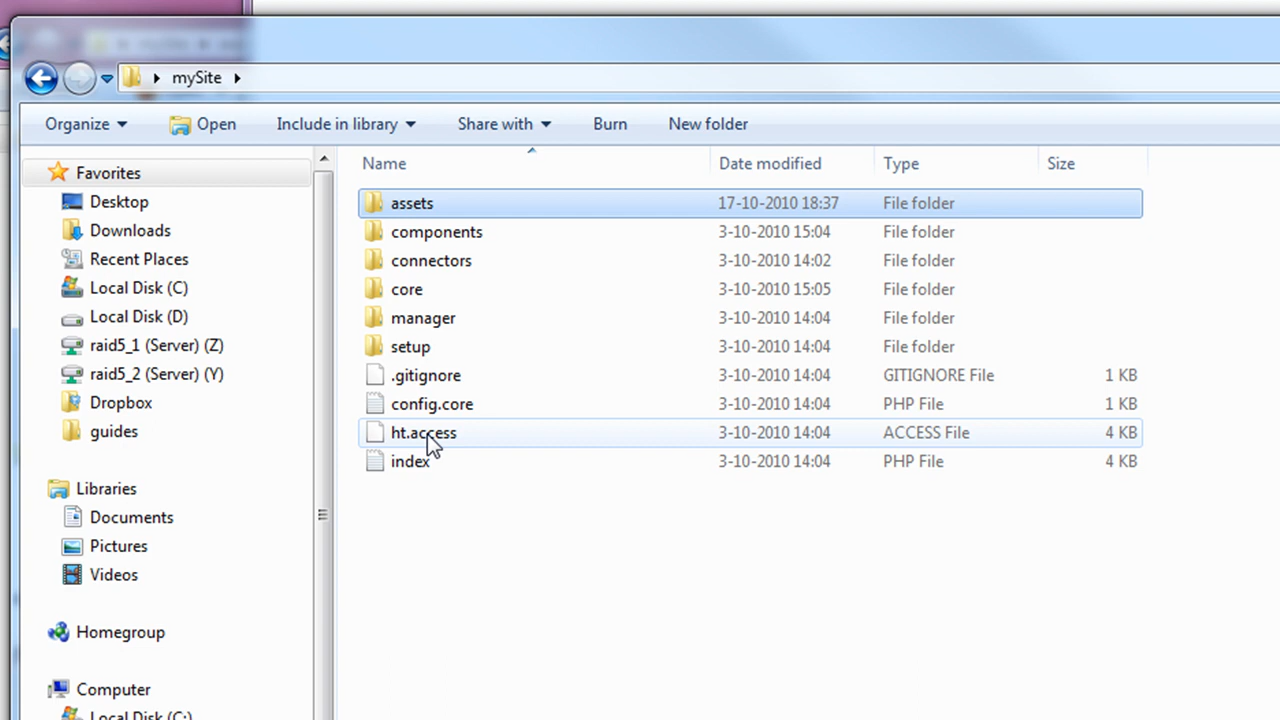 mySite
Organize Open Include in library Share with Burn New folder
Name Date modified Type Size
Favorites
Desktop
Downloads
Recent Places
Local Disk (C)
Local Disk (D)
raid5_1 (Server) (Z)
raid5_2 (Server) (Y)
Dropbox
guides
Libraries
Documents
Pictures
Videos
Homegroup
Computer
Local Disk (C:)
assets 17-10-2010 18:37 File folder
components 3-10-2010 15:04 File folder
connectors 3-10-2010 14:02 File folder
core 3-10-2010 15:05 File folder
manager 3-10-2010 14:04 File folder
setup 3-10-2010 14:04 File folder
.gitignore 3-10-2010 14:04 GITIGNORE File 1 KB
config.core 3-10-2010 14:04 PHP File 1 KB
ht.access 3-10-2010 14:04 ACCESS File 4 KB
index 3-10-2010 14:04 PHP File 4 KB